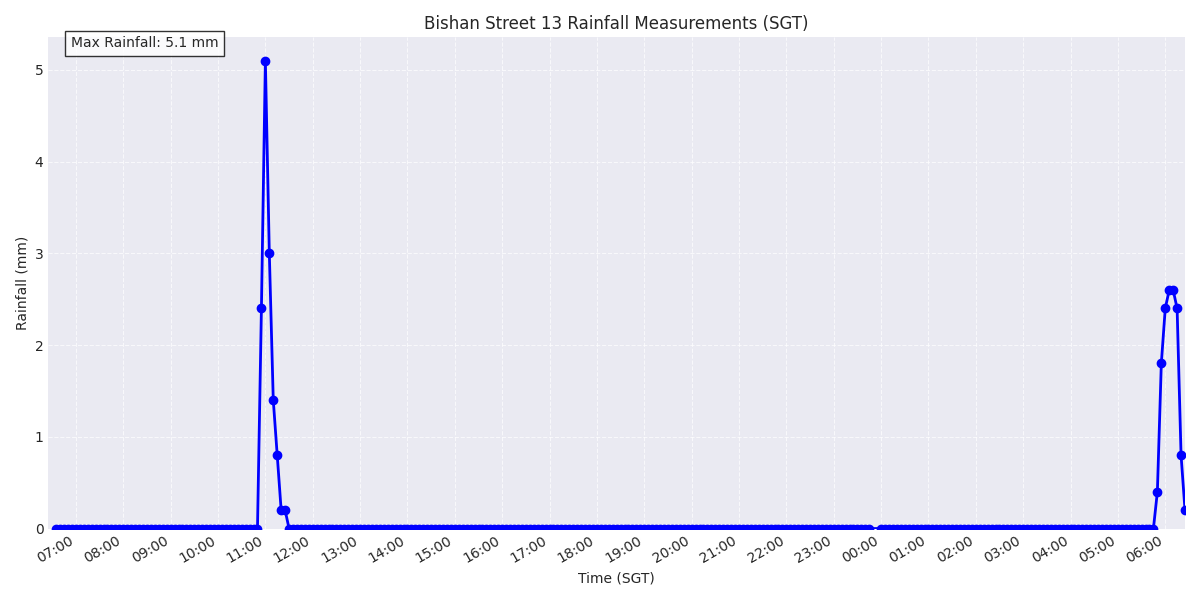 Bishan Street 13 Rainfall Measurements (SGT)
Max Rainfall: 5.1 mm
Rainfall (mm)
5
4
3
2
1
0
07:00 08:00 09:00 10:00 11:00 12:00 13:00 14:00 15:00 16:00 17:00 18:00 19:00 20:00 21:00 22:00 23:00 00:00 01:00 02:00 03:00 04:00 05:00 06:00
Time (SGT)